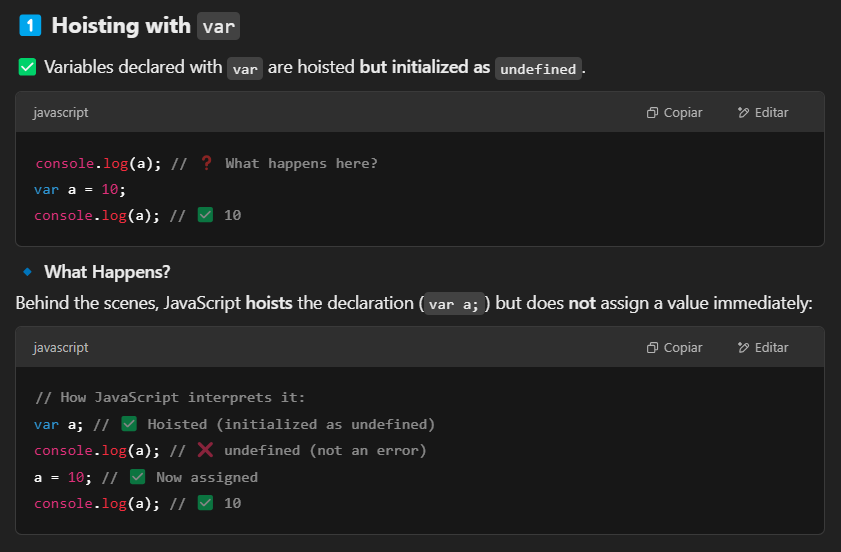 1️⃣ Hoisting with var
✅ Variables declared with var are hoisted but initialized as undefined.
javascript Copiar Editar
console.log(a); // ❓ What happens here?
var a = 10;
console.log(a); // ✅ 10
🔹 What Happens?
Behind the scenes, JavaScript hoists the declaration (var a;) but does not assign a value immediately:
javascript Copiar Editar
// How JavaScript interprets it:
var a; // ✅ Hoisted (initialized as undefined)
console.log(a); // ❌ undefined (not an error)
a = 10; // ✅ Now assigned
console.log(a); // ✅ 10